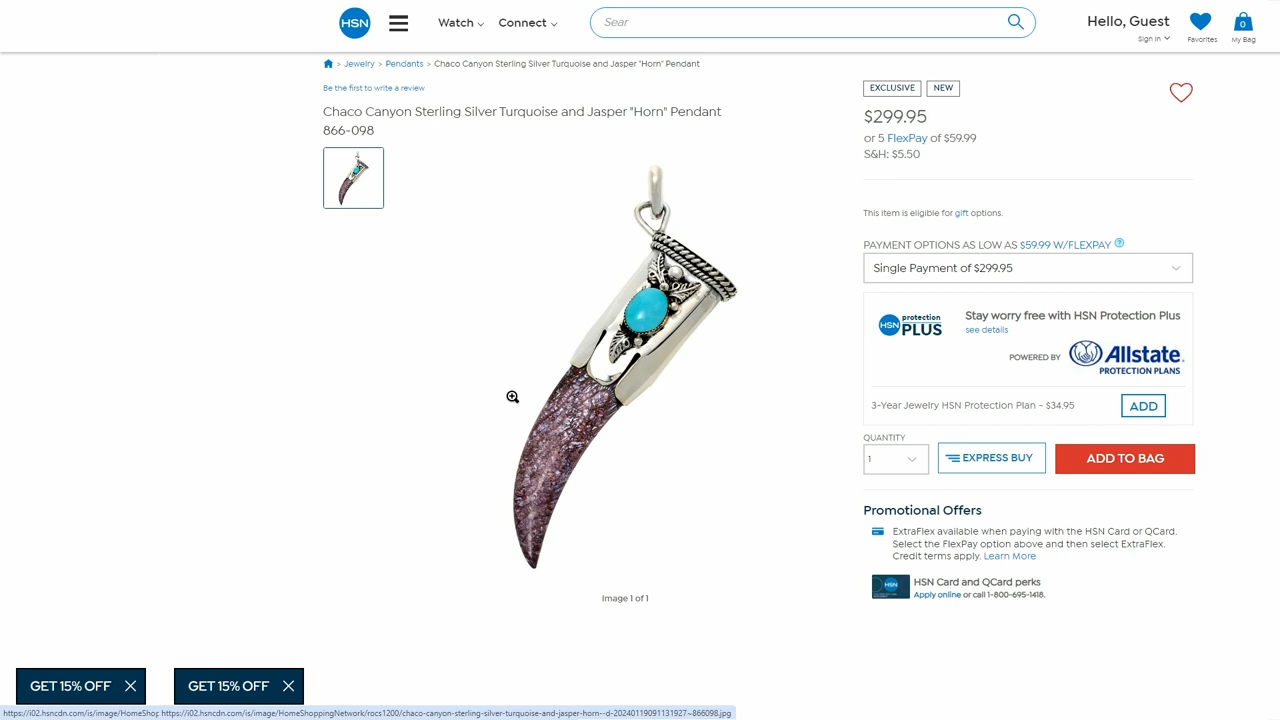 HSN
Watch
Connect
Sear
Hello, Guest
Sign In
Favorites
0
My Bag
> Jewelry > Pendants > Chaco Canyon Sterling Silver Turquoise and Jasper "Horn" Pendant
Be the first to write a review
Chaco Canyon Sterling Silver Turquoise and Jasper "Horn" Pendant
866-098
Image 1 of 1
EXCLUSIVE
NEW
$299.95
or 5 FlexPay of $59.99
S&H: $5.50
This item is eligible for gift options.
PAYMENT OPTIONS AS LOW AS $59.99 W/FLEXPAY ?
Single Payment of $299.95
HSN protection PLUS
Stay worry free with HSN Protection Plus
see details
POWERED BY Allstate.
PROTECTION PLANS
3-Year Jewelry HSN Protection Plan - $34.95
ADD
QUANTITY
1
EXPRESS BUY
ADD TO BAG
Promotional Offers
ExtraFlex available when paying with the HSN Card or QCard.
Select the FlexPay option above and then select ExtraFlex.
Credit terms apply. Learn More
HSN
HSN Card and QCard perks
Apply online or call 1-800-695-1418.
GET 15% OFF
GET 15% OFF
https://i02.hsncdn.com/is/image/HomeShop https://i02.hsncdn.com/is/image/HomeShoppingNetwork/rocs1200/chaco-canyon-sterling-silver-turquoise-and-jasper-horn--d-20240119091131927~866098.jpg